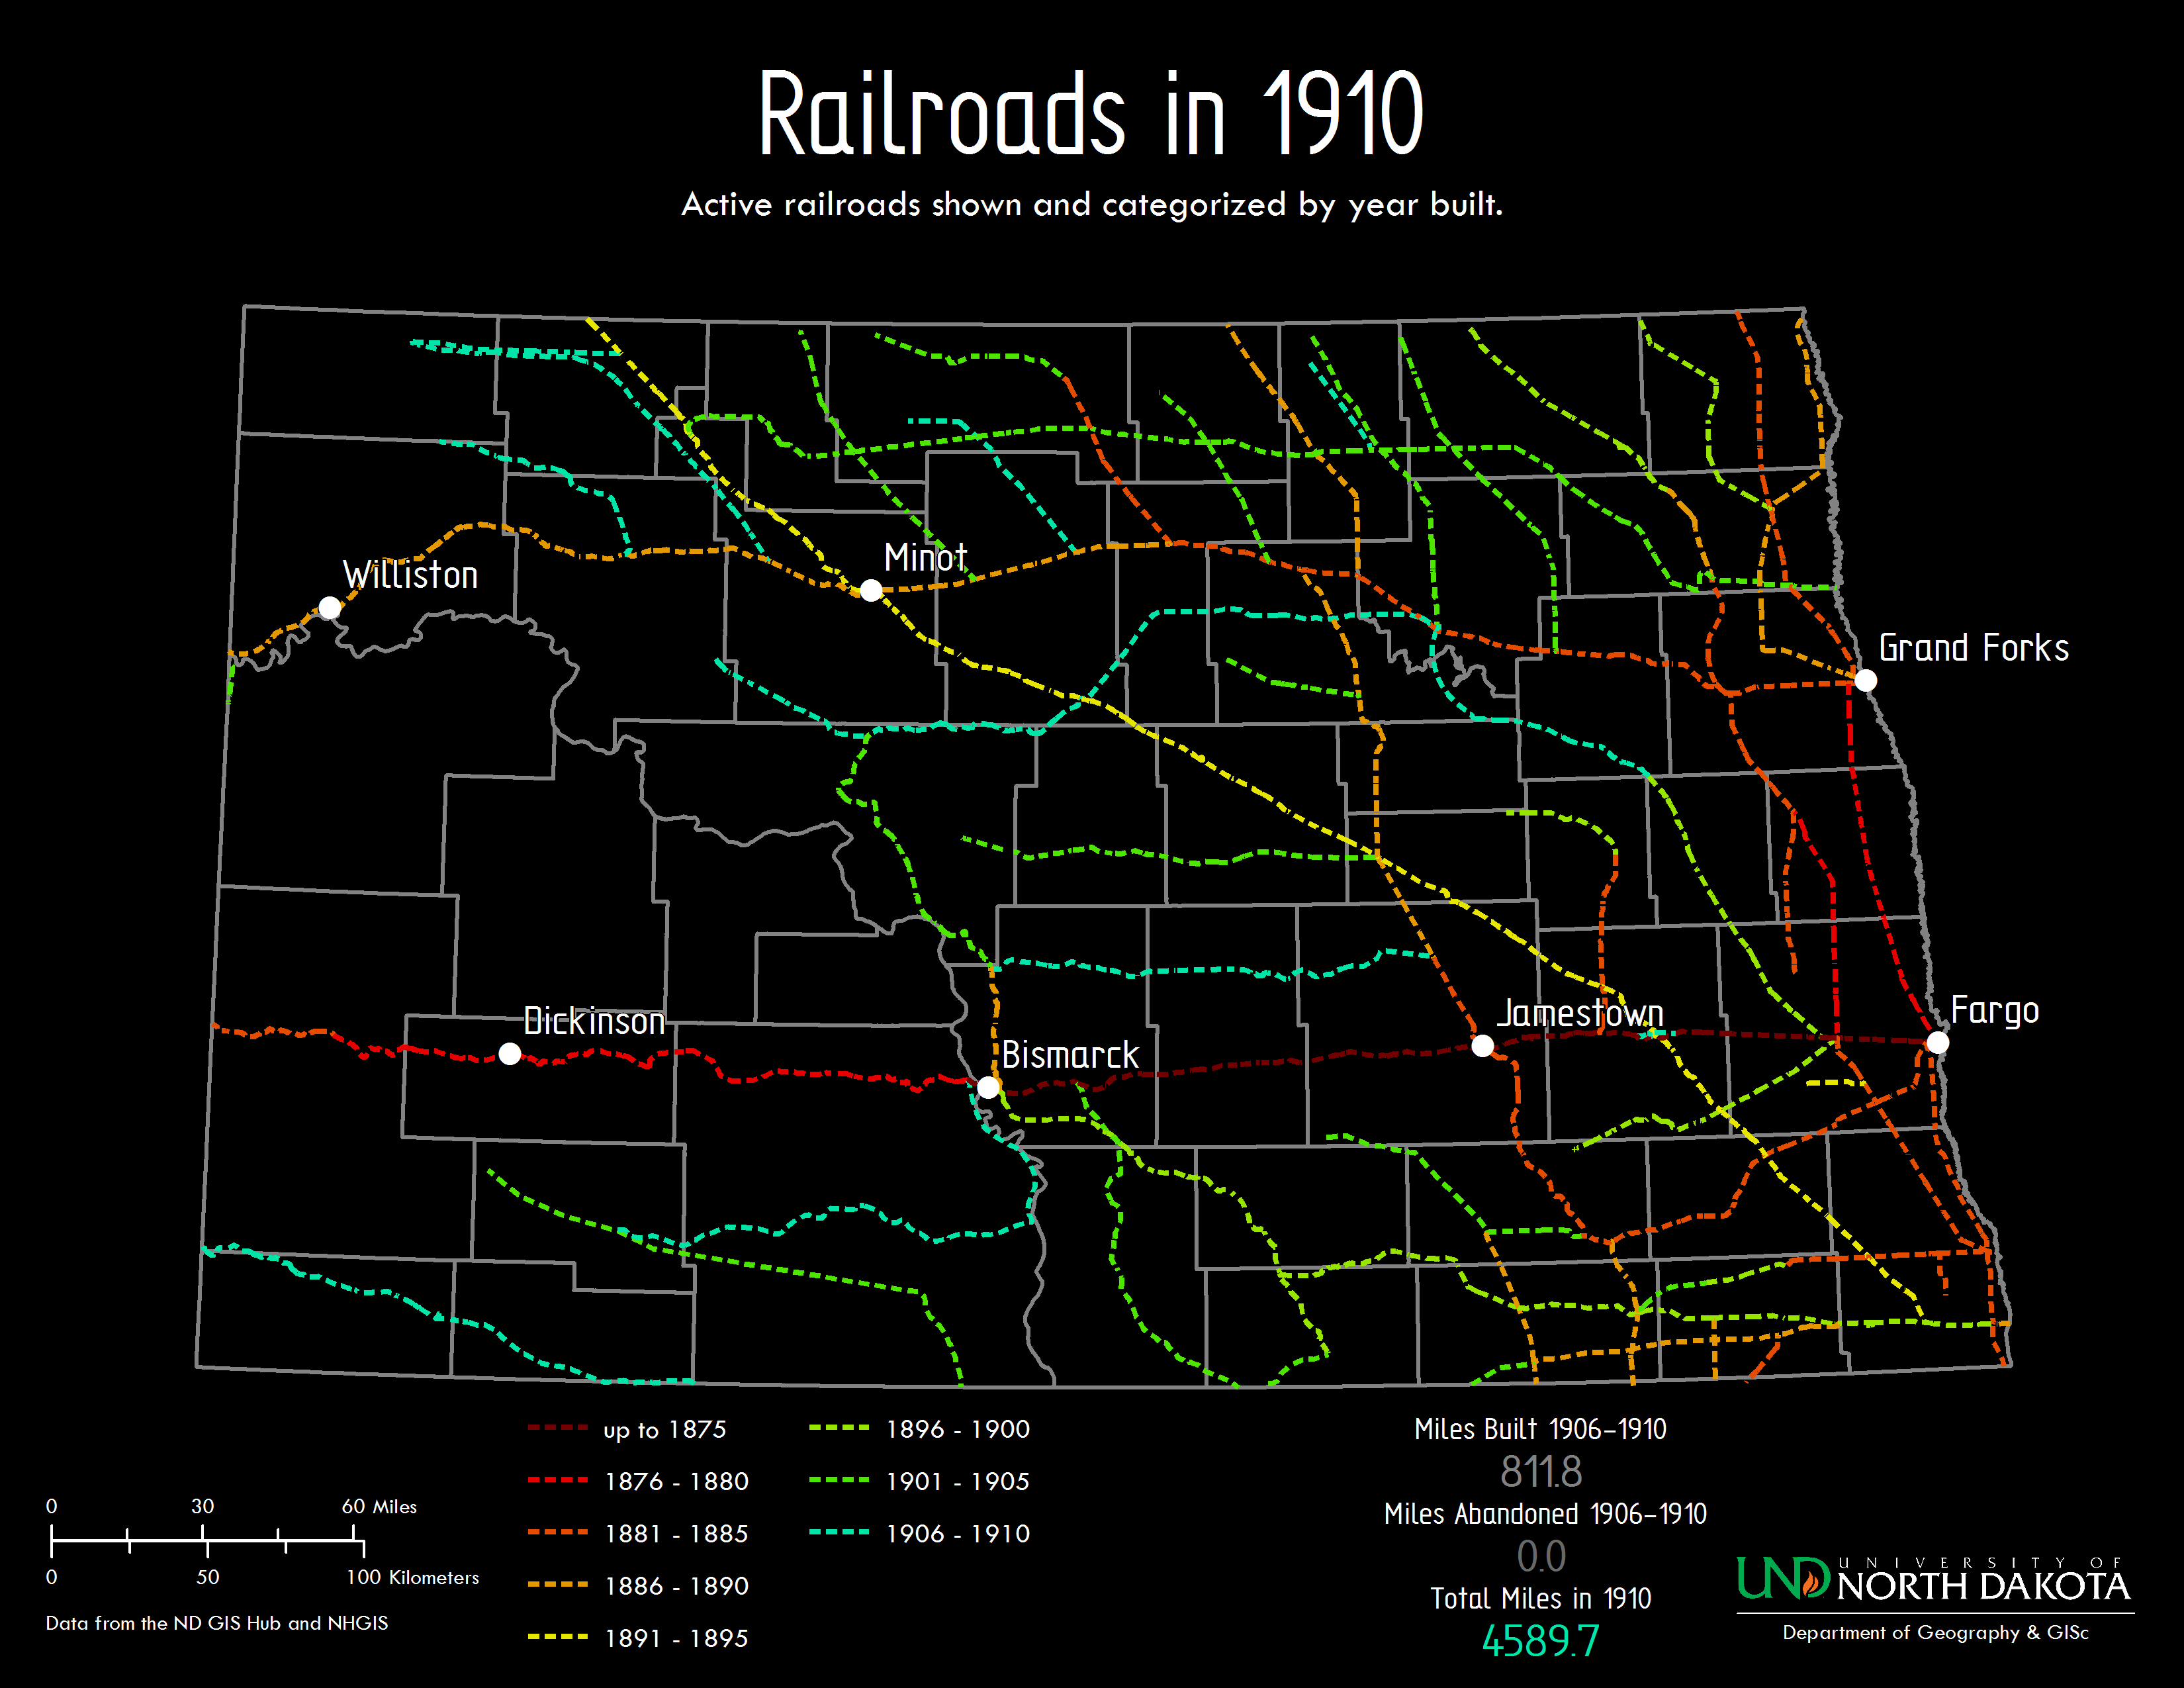 Railroads in 1910
Active railroads shown and categorized by year built.
Minot
Williston
Grand Forks
Dickinson
Jamestown
Fargo
Bismarck
up to 1875
1876 - 1880
1881 - 1885
1886 - 1890
1891 - 1895
1896 - 1900
1901 - 1905
1906 - 1910
0 30 60 Miles
0 50 100 Kilometers
Data from the ND GIS Hub and NHGIS
Miles Built 1906-1910
811.8
Miles Abandoned 1906-1910
0.0
Total Miles in 1910
4589.7
UND UNIVERSITY OF
NORTH DAKOTA
Department of Geography & GISc